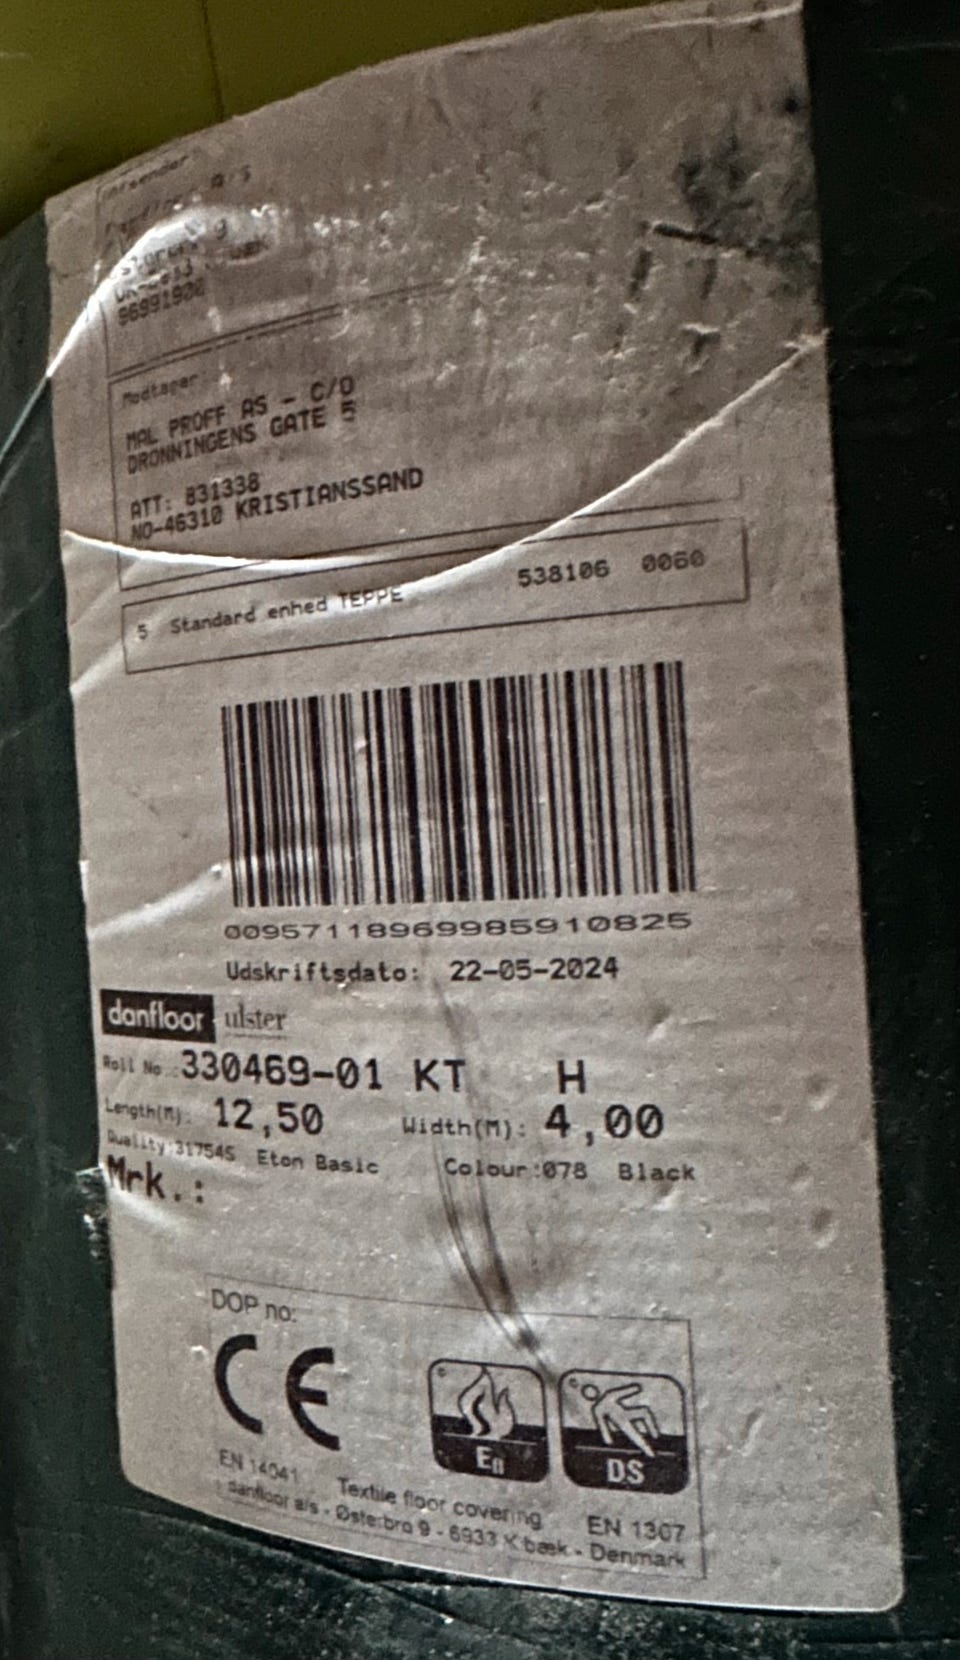 A/S
96991900
Modtager
MAL PROFF AS - C/O
DRONNINGENS GATE 5
ATT: 831338
NO-46310 KRISTIANSSAND
5 Standard enhed TEPPE 538106 0060
00957118969985910825
Udskriftsdato: 22-05-2024
danfloor ulster
Roll No.: 330469-01 KT H
Length(M): 12,50 Width(M): 4,00
Quality:317545 Eton Basic Colour:078 Black
Mrk.:
DOP no:
CE
Efl DS
EN 14041 Textile floor covering EN 1307
danfloor a/s - Østerbro 9 - 6933 Kibæk - Denmark